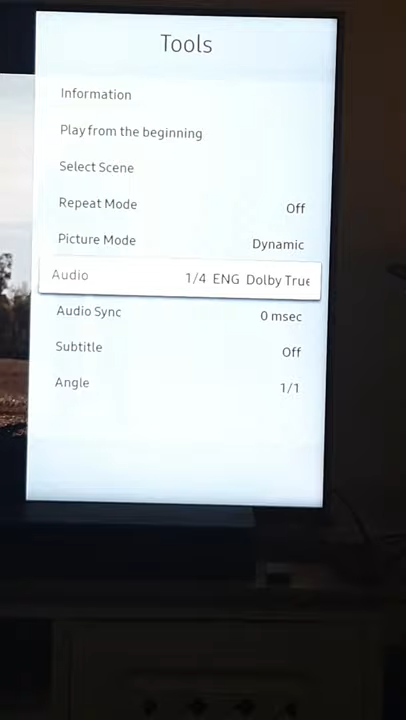 Tools
Information
Play from the beginning
Select Scene
Repeat Mode Off
Picture Mode Dynamic
Audio 1/4 ENG Dolby True
Audio Sync 0 msec
Subtitle Off
Angle 1/1